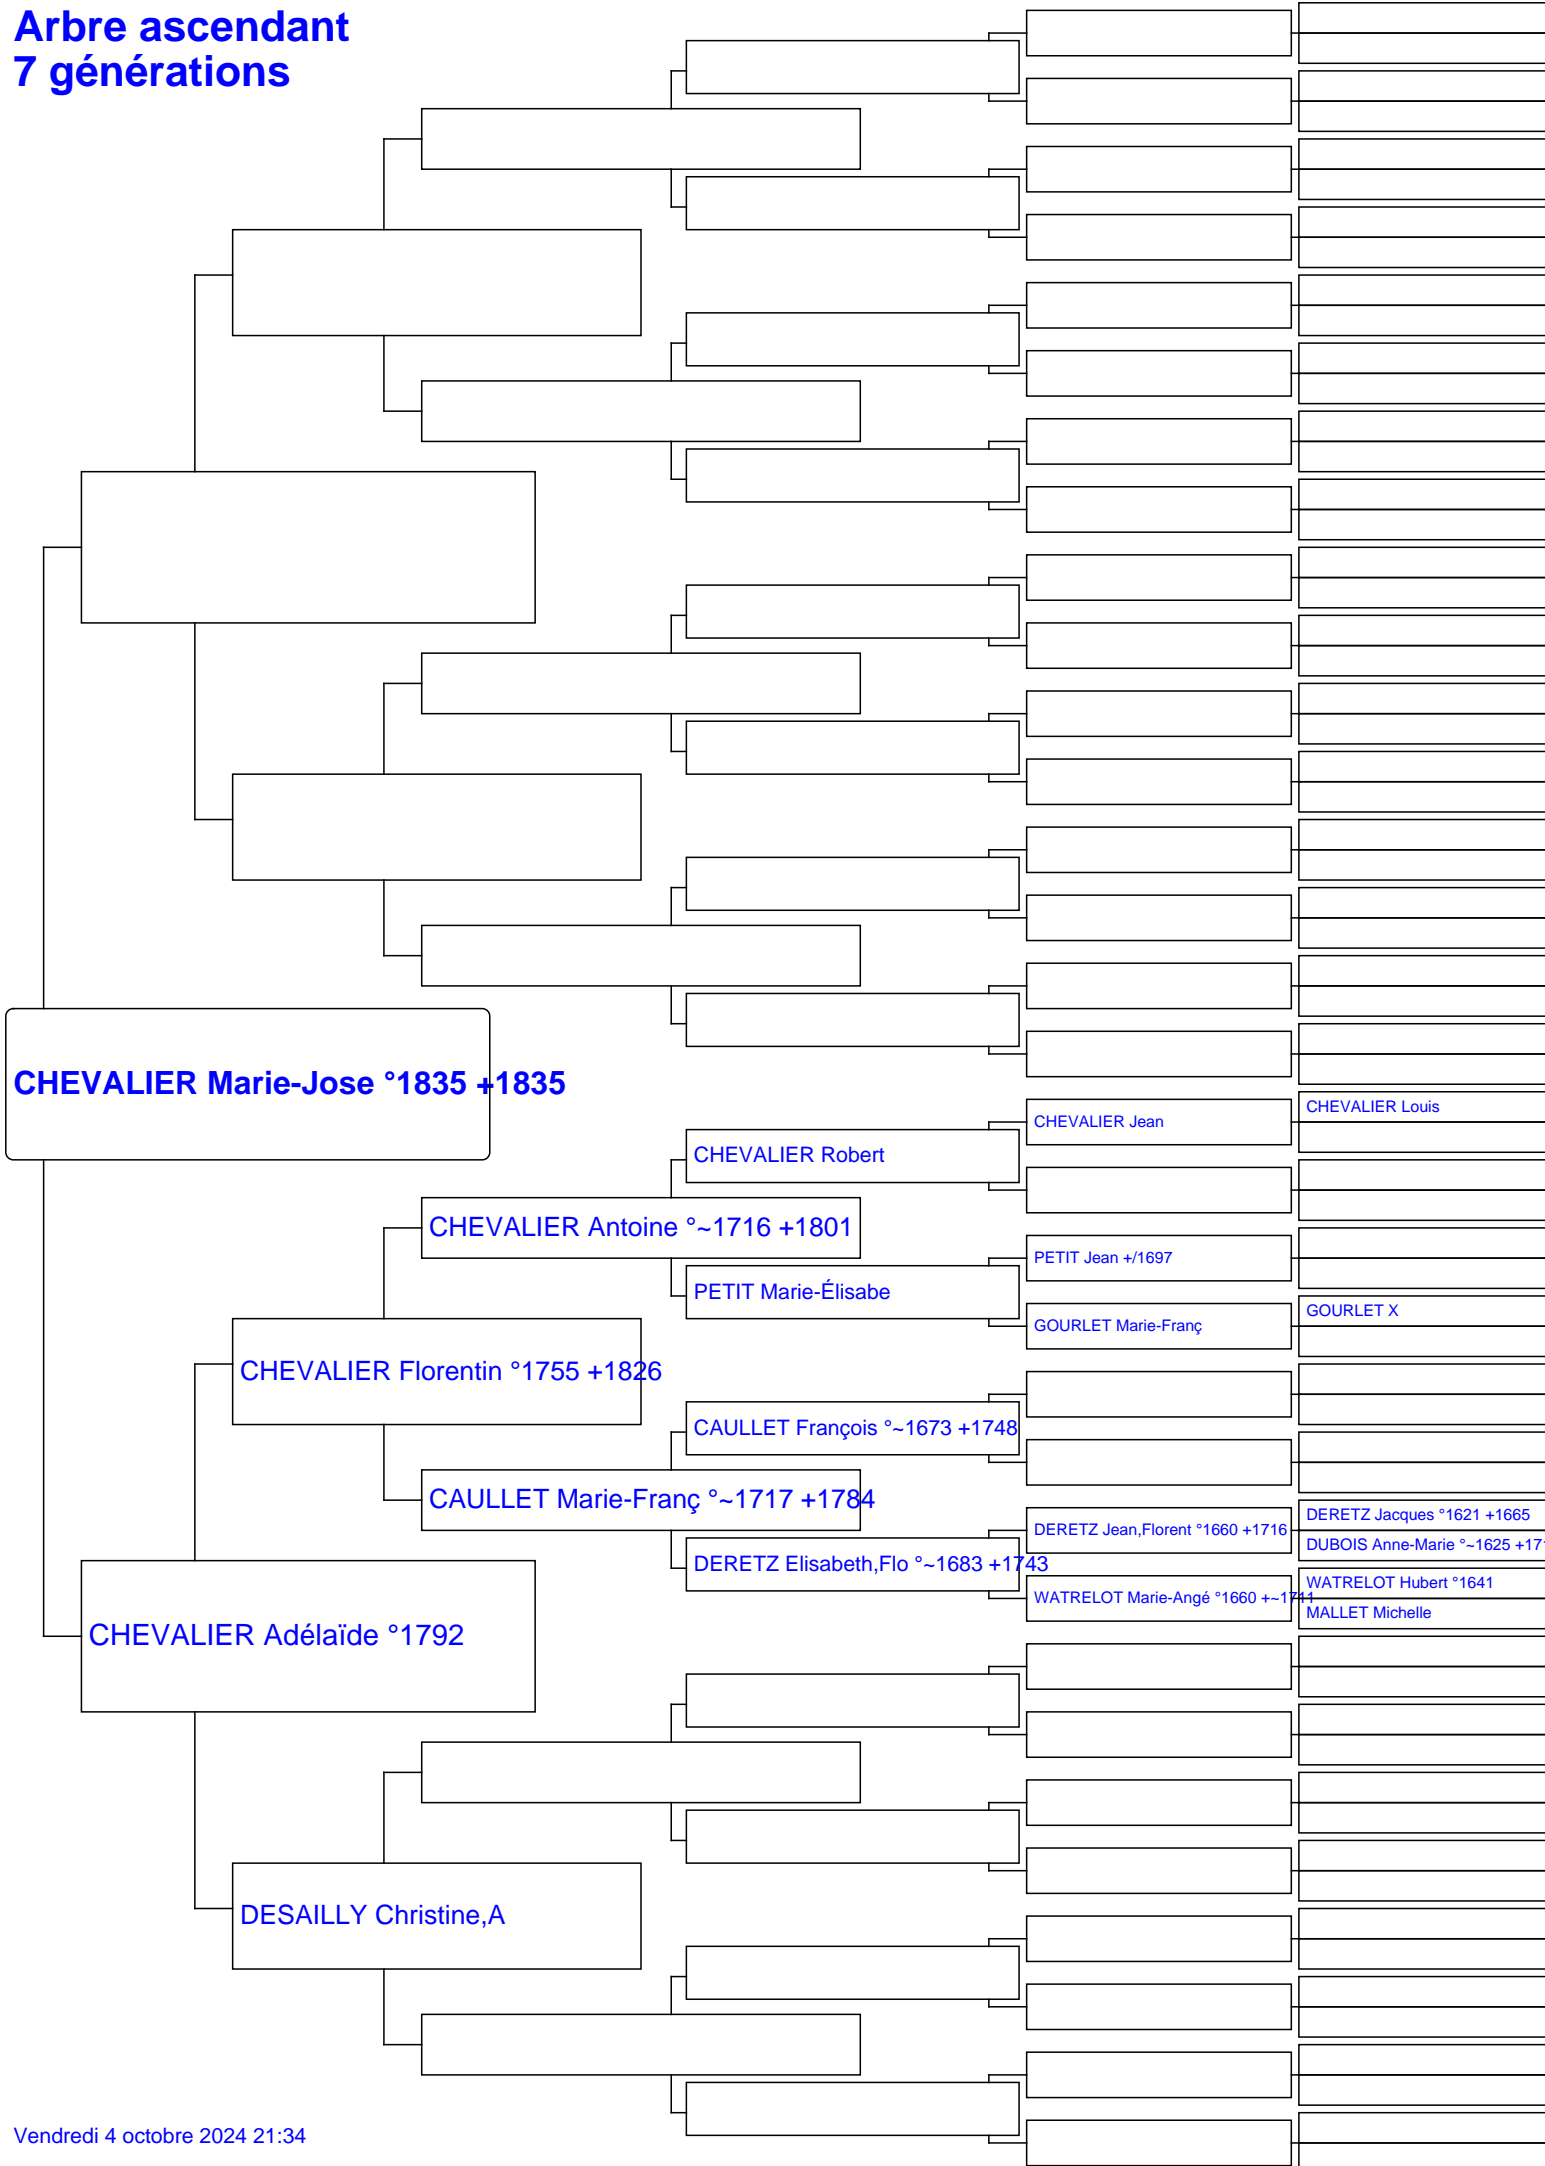 Arbre ascendant
7 générations
CHEVALIER Marie-Jose °1835 +1835
CHEVALIER Adélaïde °1792
CHEVALIER Florentin °1755 +1826
DESAILLY Christine,A
CHEVALIER Antoine °~1716 +1801
CAULLET Marie-Franç °~1717 +1784
CHEVALIER Robert
PETIT Marie-Élisabe
CAULLET François °~1673 +1748
DERETZ Elisabeth,Flo °~1683 +1743
CHEVALIER Jean
PETIT Jean +/1697
GOURLET Marie-Franç
DERETZ Jean,Florent °1660 +1716
WATRELOT Marie-Angé °1660 +~1711
CHEVALIER Louis
GOURLET X
DERETZ Jacques °1621 +1665
DUBOIS Anne-Marie °~1625
WATRELOT Hubert °1641
MALLET Michelle
Vendredi 4 octobre 2024 21:34